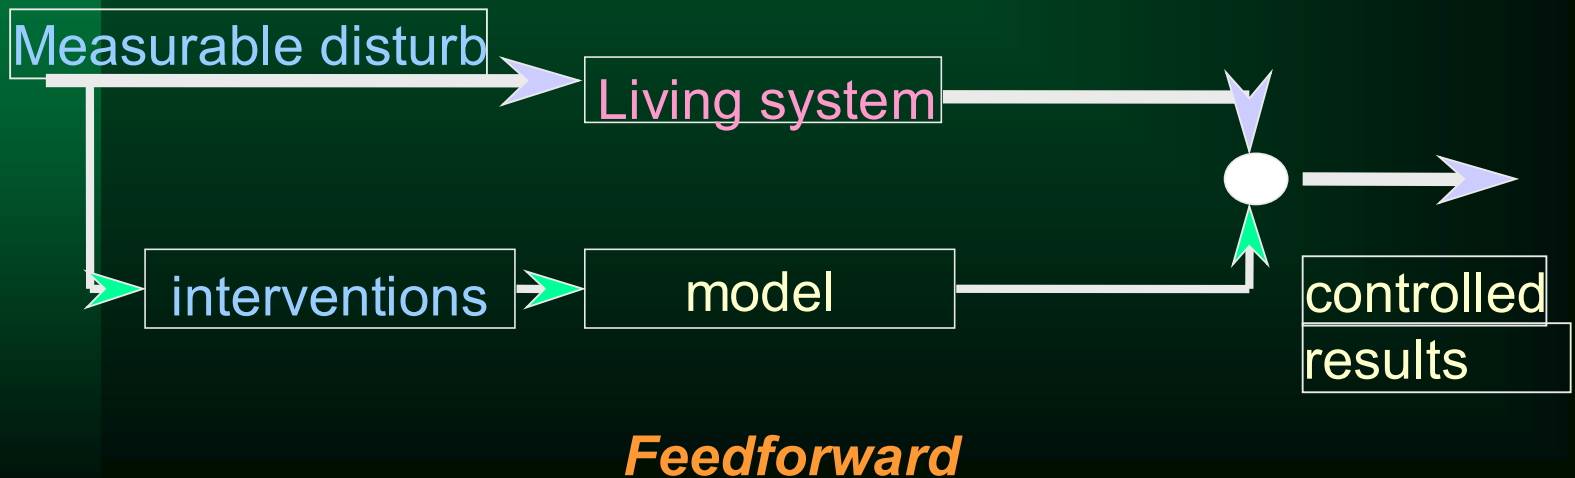 Measurable disturb
Living system
interventions
model
controlled
results
Feedforward